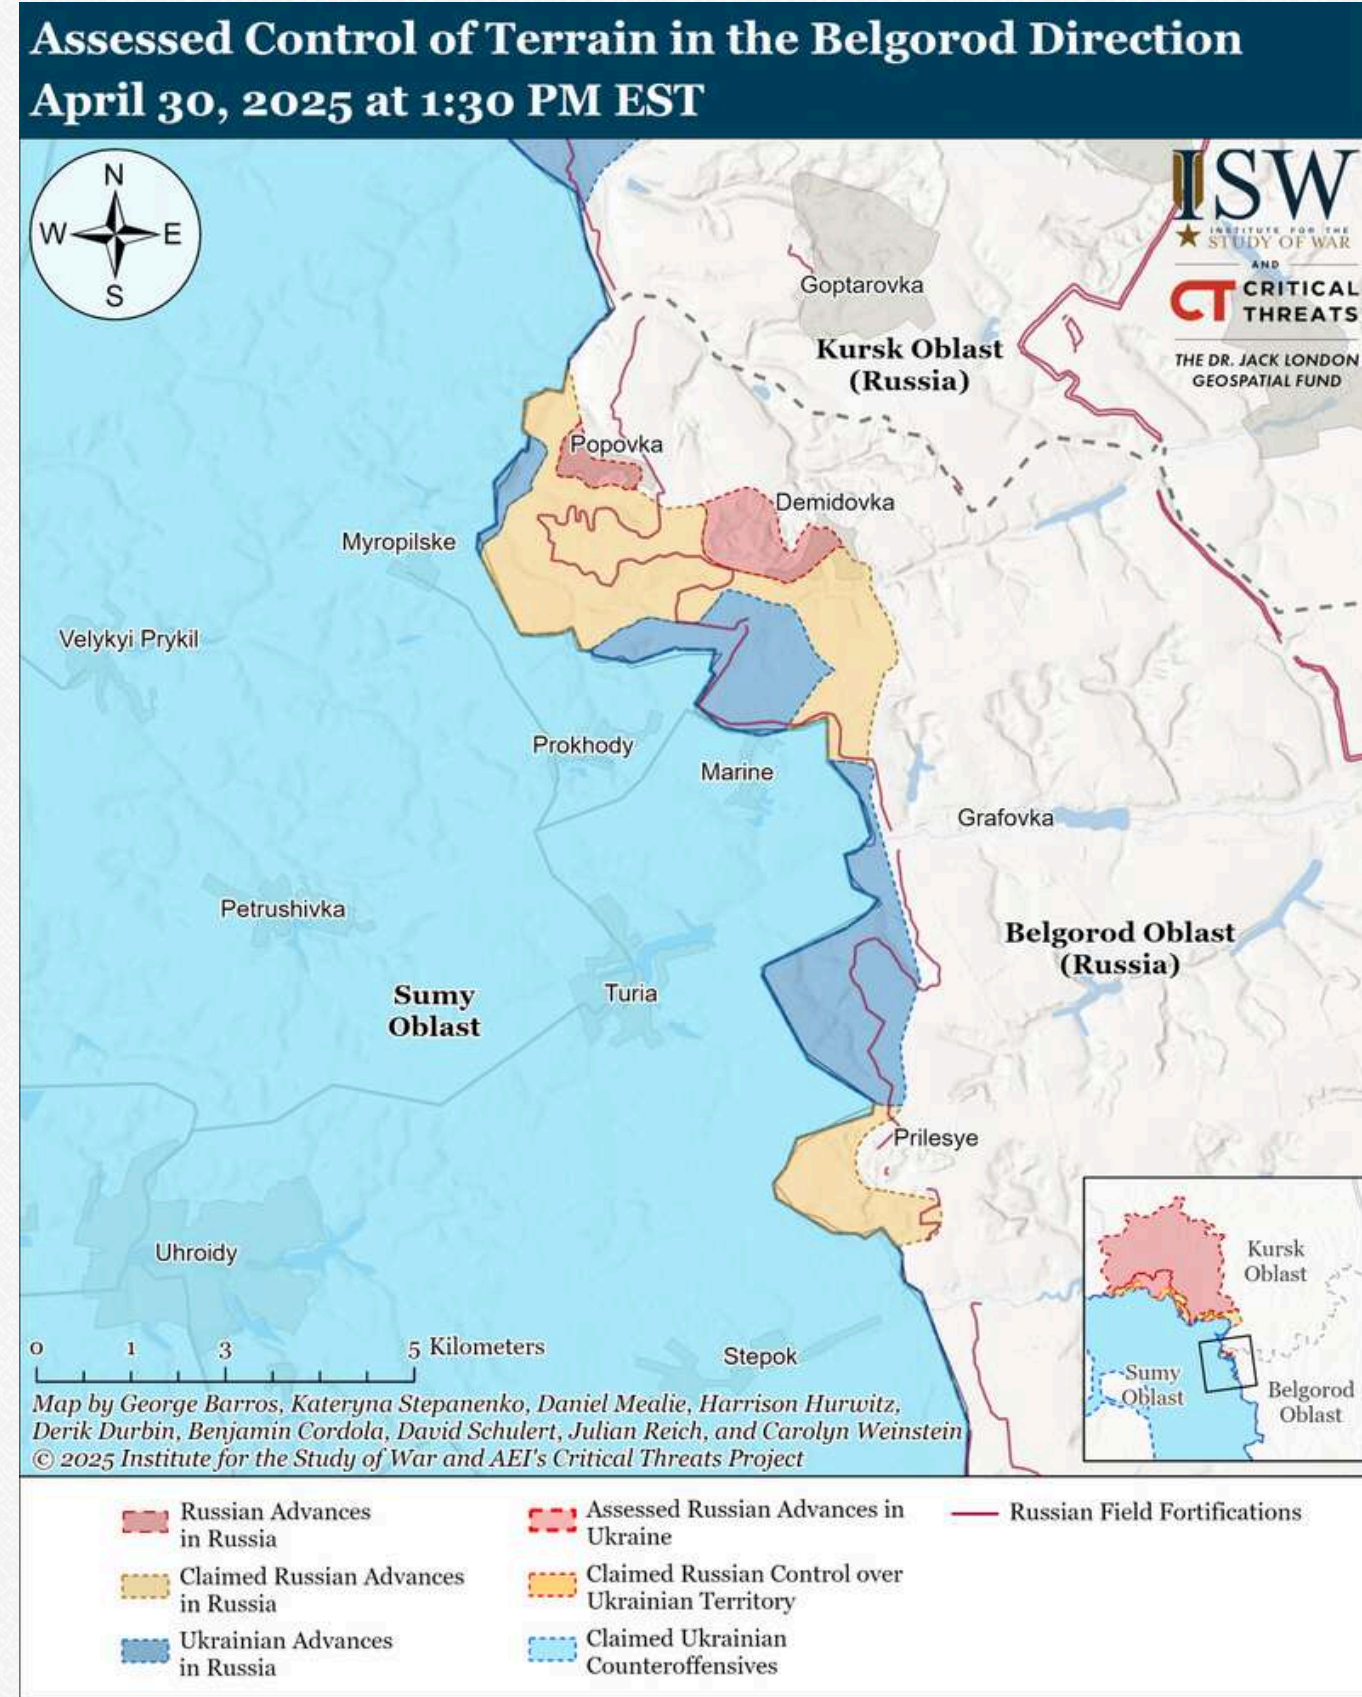 Assessed Control of Terrain in the Belgorod Direction
April 30, 2025 at 1:30 PM EST
N
W
E
S
ISW
INSTITUTE FOR THE
STUDY OF WAR
AND
CT CRITICAL
THREATS
THE DR. JACK LONDON
GEOSPATIAL FUND
Goptarovka
Kursk Oblast
(Russia)
Popovka
Demidovka
Myropilske
Velykyi Prykil
Prokhody
Marine
Grafovka
Petrushivka
Belgorod Oblast
(Russia)
Sumy
Oblast
Turia
Prilesye
Uhroidy
Stepok
Kursk
Oblast
Sumy
Oblast
Belgorod
Oblast
0 1 3 5 Kilometers
Map by George Barros, Kateryna Stepanenko, Daniel Mealie, Harrison Hurwitz,
Derik Durbin, Benjamin Cordola, David Schulert, Julian Reich, and Carolyn Weinstein
© 2025 Institute for the Study of War and AEI's Critical Threats Project
Russian Advances
in Russia
Claimed Russian Advances
in Russia
Ukrainian Advances
in Russia
Assessed Russian Advances in
Ukraine
Claimed Russian Control over
Ukrainian Territory
Claimed Ukrainian
Counteroffensives
Russian Field Fortifications